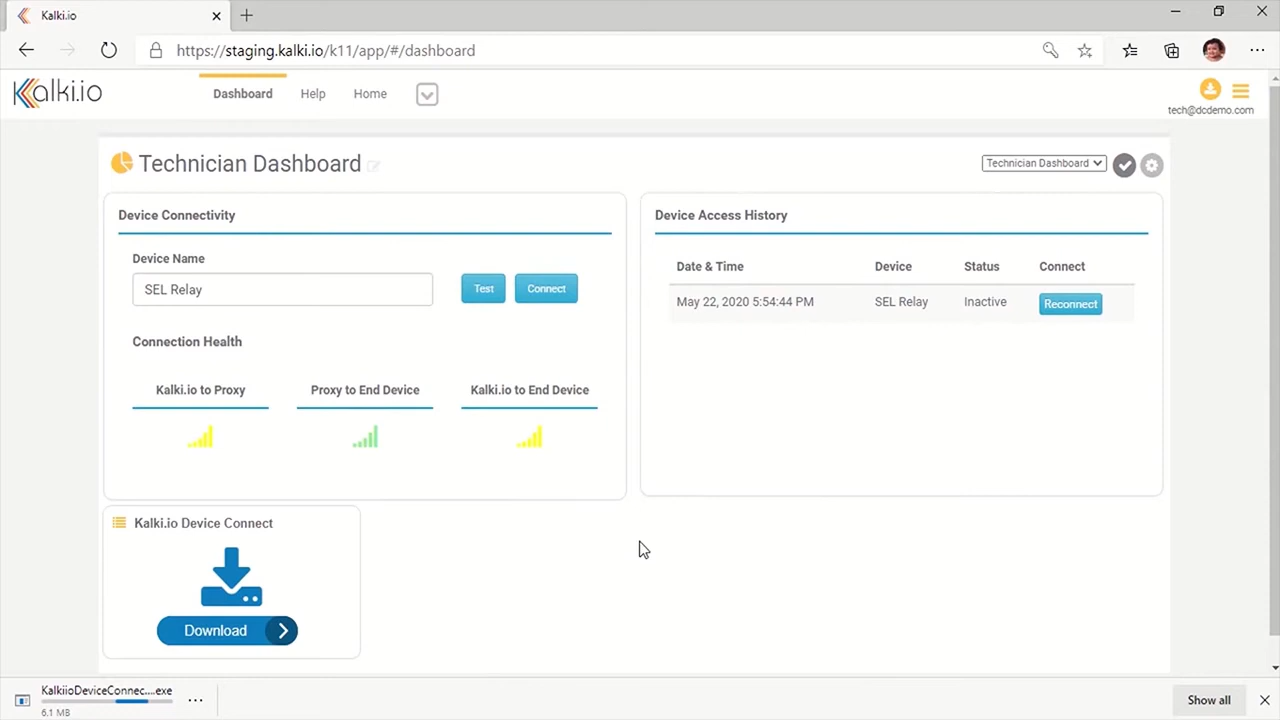 Kalki.io
https://staging.kalki.io/k11/app/#/dashboard
Kalki.io
Dashboard
Help
Home
tech@dcdemo.com
Technician Dashboard
Technician Dashboard
Device Connectivity
Device Name
SEL Relay
Test
Connect
Connection Health
Kalki.io to Proxy
Proxy to End Device
Kalki.io to End Device
Device Access History
Date & Time
Device
Status
Connect
May 22, 2020 5:54:44 PM
SEL Relay
Inactive
Reconnect
Kalki.io Device Connect
Download
KalkiioDeviceConnec....exe
6.1 MB
Show all